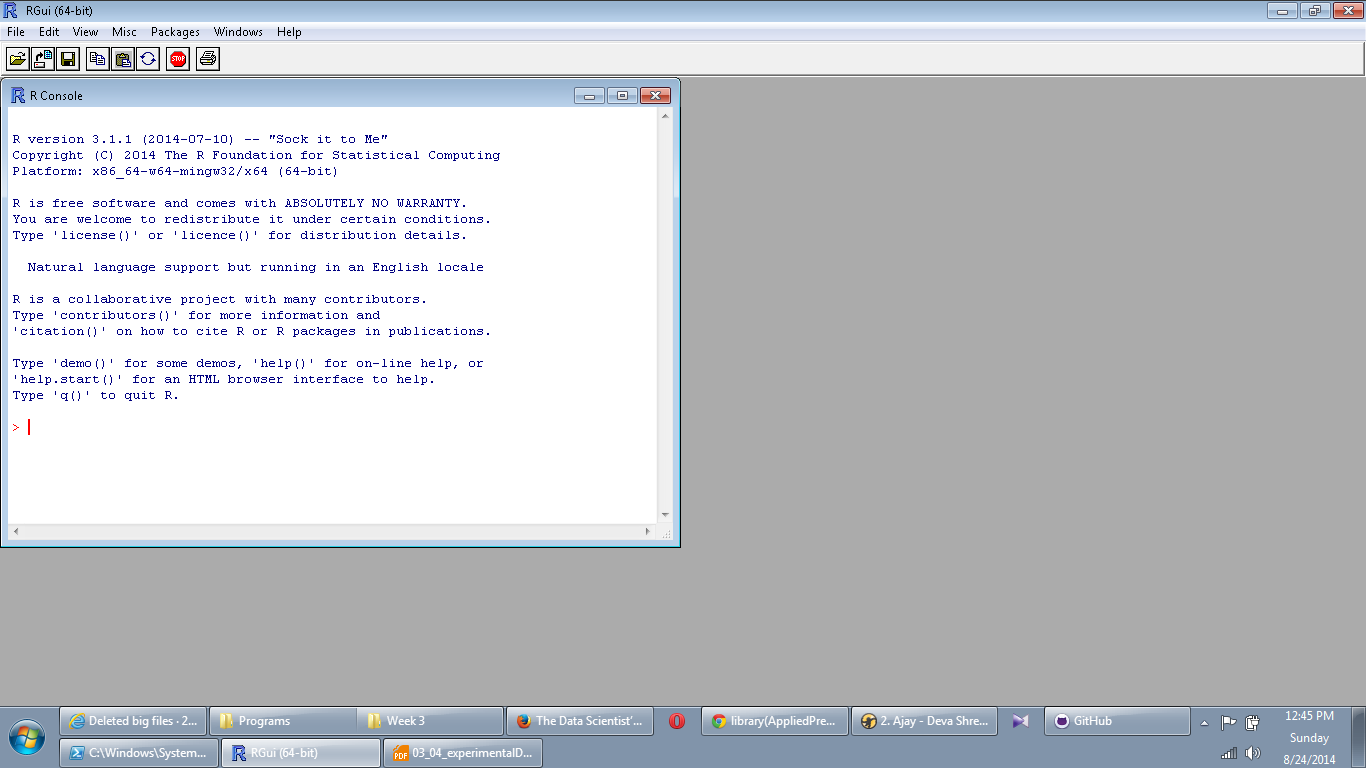 RGui (64-bit)
File Edit View Misc Packages Windows Help
STOP
R Console
R version 3.1.1 (2014-07-10) -- "Sock it to Me"
Copyright (C) 2014 The R Foundation for Statistical Computing
Platform: x86_64-w64-mingw32/x64 (64-bit)
R is free software and comes with ABSOLUTELY NO WARRANTY.
You are welcome to redistribute it under certain conditions.
Type 'license()' or 'licence()' for distribution details.
Natural language support but running in an English locale
R is a collaborative project with many contributors.
Type 'contributors()' for more information and
'citation()' on how to cite R or R packages in publications.
Type 'demo()' for some demos, 'help()' for on-line help, or
'help.start()' for an HTML browser interface to help.
Type 'q()' to quit R.
>
Deleted big files · 2... Programs Week 3 The Data Scientist'... library(AppliedPre... 2. Ajay - Deva Shre... GitHub 12:45 PM
Sunday
C:\Windows\System... RGui (64-bit) PDF 03_04_experimentalD... 8/24/2014